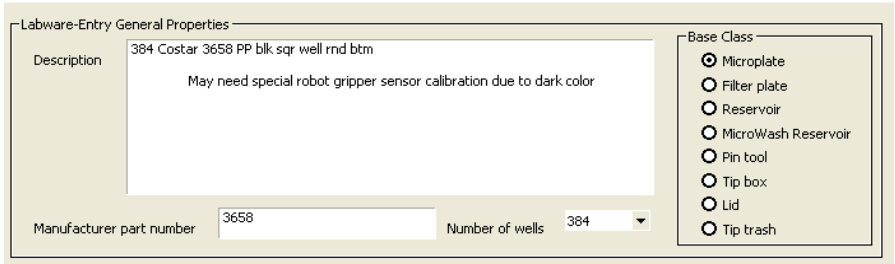 Labware-Entry General Properties
Description
384 Costar 3658 PP blk sqr well rnd btm
May need special robot gripper sensor calibration due to dark color
Manufacturer part number
3658
Number of wells
384
Base Class
Microplate
Filter plate
Reservoir
MicroWash Reservoir
Pin tool
Tip box
Lid
Tip trash